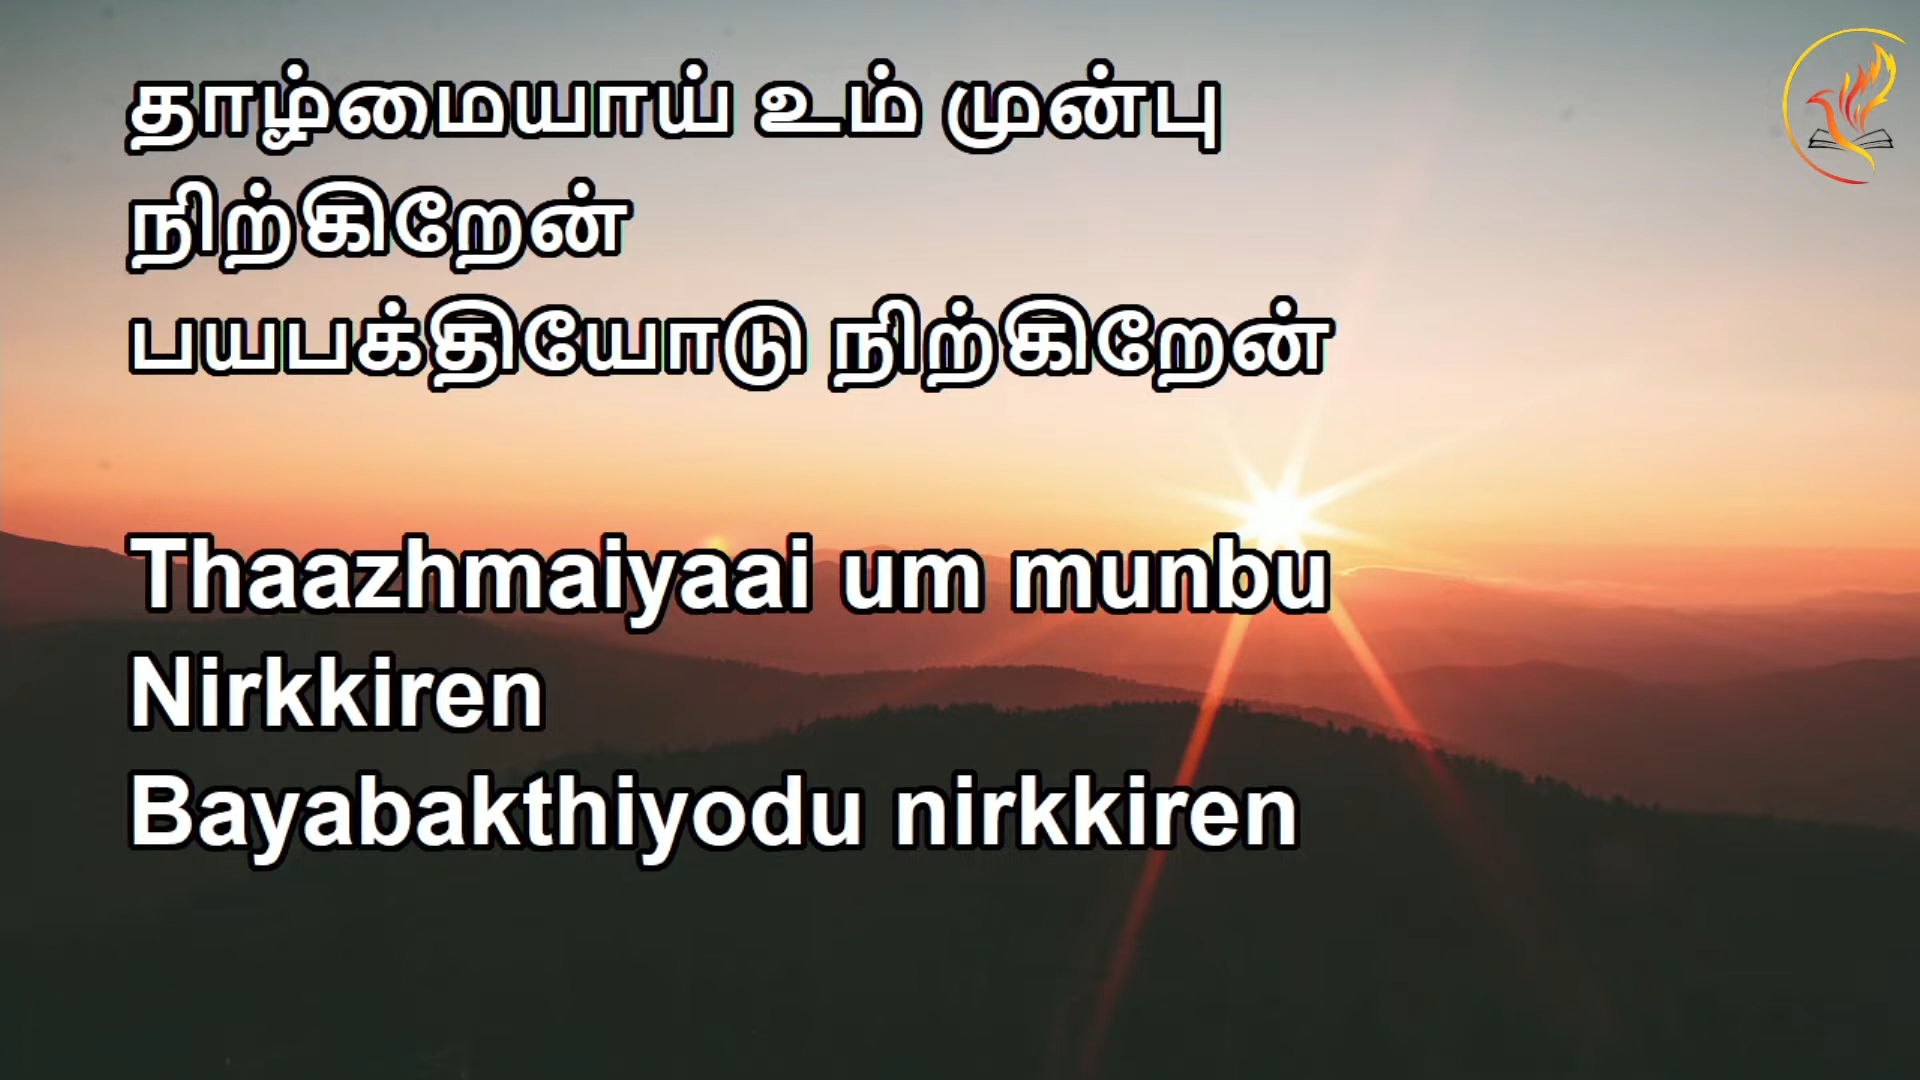 தாழ்மையாய் உம் முன்பு
நிற்கிறேன்
பயபக்தியோடு நிற்கிறேன்
Thaazhmaiyaai um munbu
Nirkkiren
Bayabakthiyodu nirkkiren